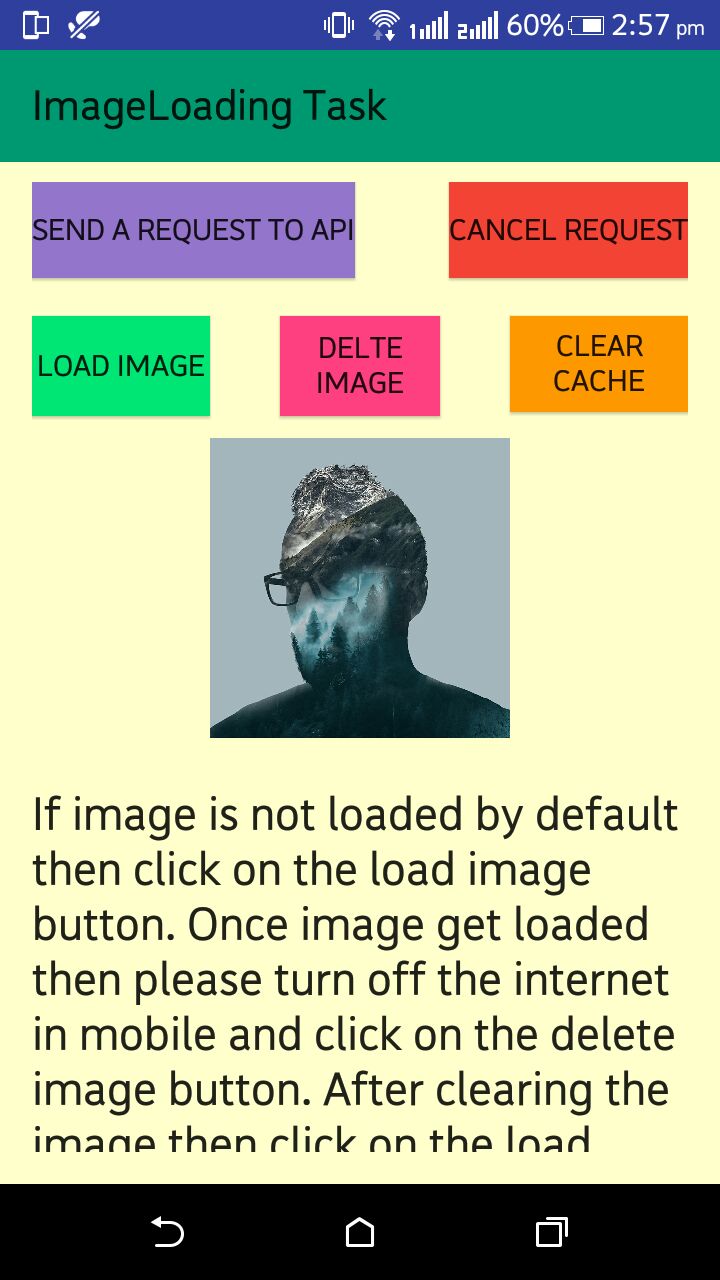 1 2 60% 2:57 pm
ImageLoading Task
SEND A REQUEST TO API CANCEL REQUEST
LOAD IMAGE
DELTE
IMAGE
CLEAR
CACHE
If image is not loaded by default
then click on the load image
button. Once image get loaded
then please turn off the internet
in mobile and click on the delete
image button. After clearing the
image then click on the load